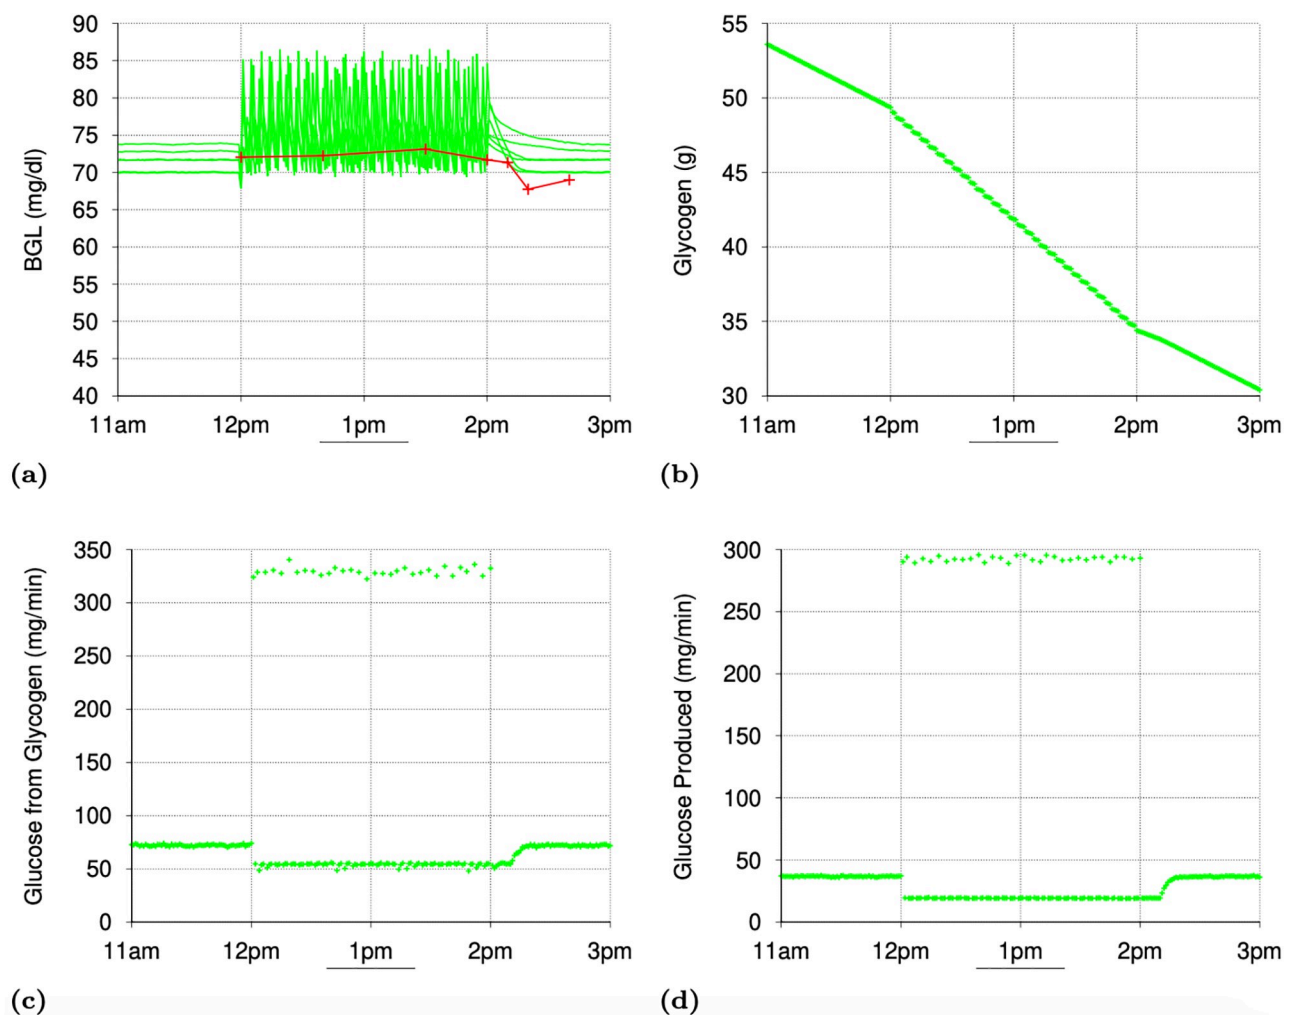 90
85
80
75
70
65
60
55
50
45
40
BGL (mg/dl)
11am 12pm 1pm 2pm 3pm
(a)
55
50
45
40
35
30
Glycogen (g)
11am 12pm 1pm 2pm 3pm
(b)
350
300
250
200
150
100
50
0
Glucose from Glycogen (mg/min)
11am 12pm 1pm 2pm 3pm
(c)
300
250
200
150
100
50
0
Glucose Produced (mg/min)
11am 12pm 1pm 2pm 3pm
(d)